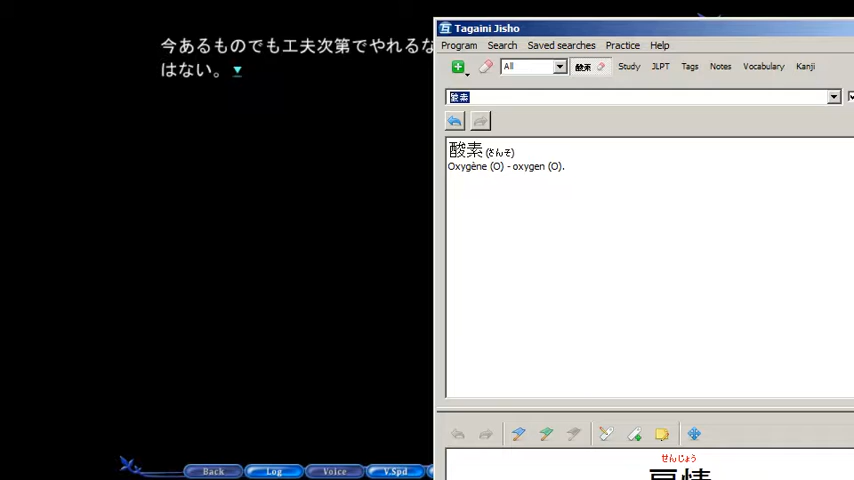 今あるものでも工夫次第でやれるな
はない。
Tagaini Jisho
Program Search Saved searches Practice Help
All 酸素 Study JLPT Tags Notes Vocabulary Kanji
酸素
酸素 (さんそ)
Oxygène (O) - oxygen (O).
せんじょう
Back Log Voice V.Spd